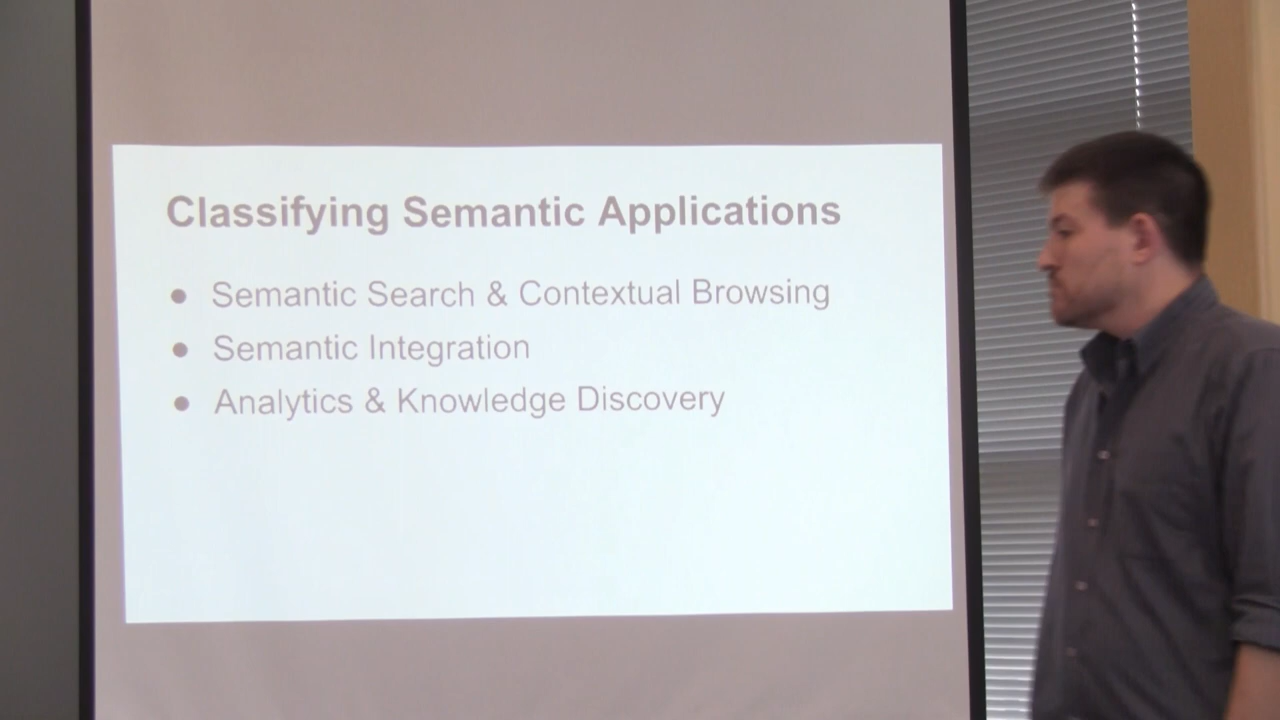 Classifying Semantic Applications
● Semantic Search & Contextual Browsing
● Semantic Integration
● Analytics & Knowledge Discovery